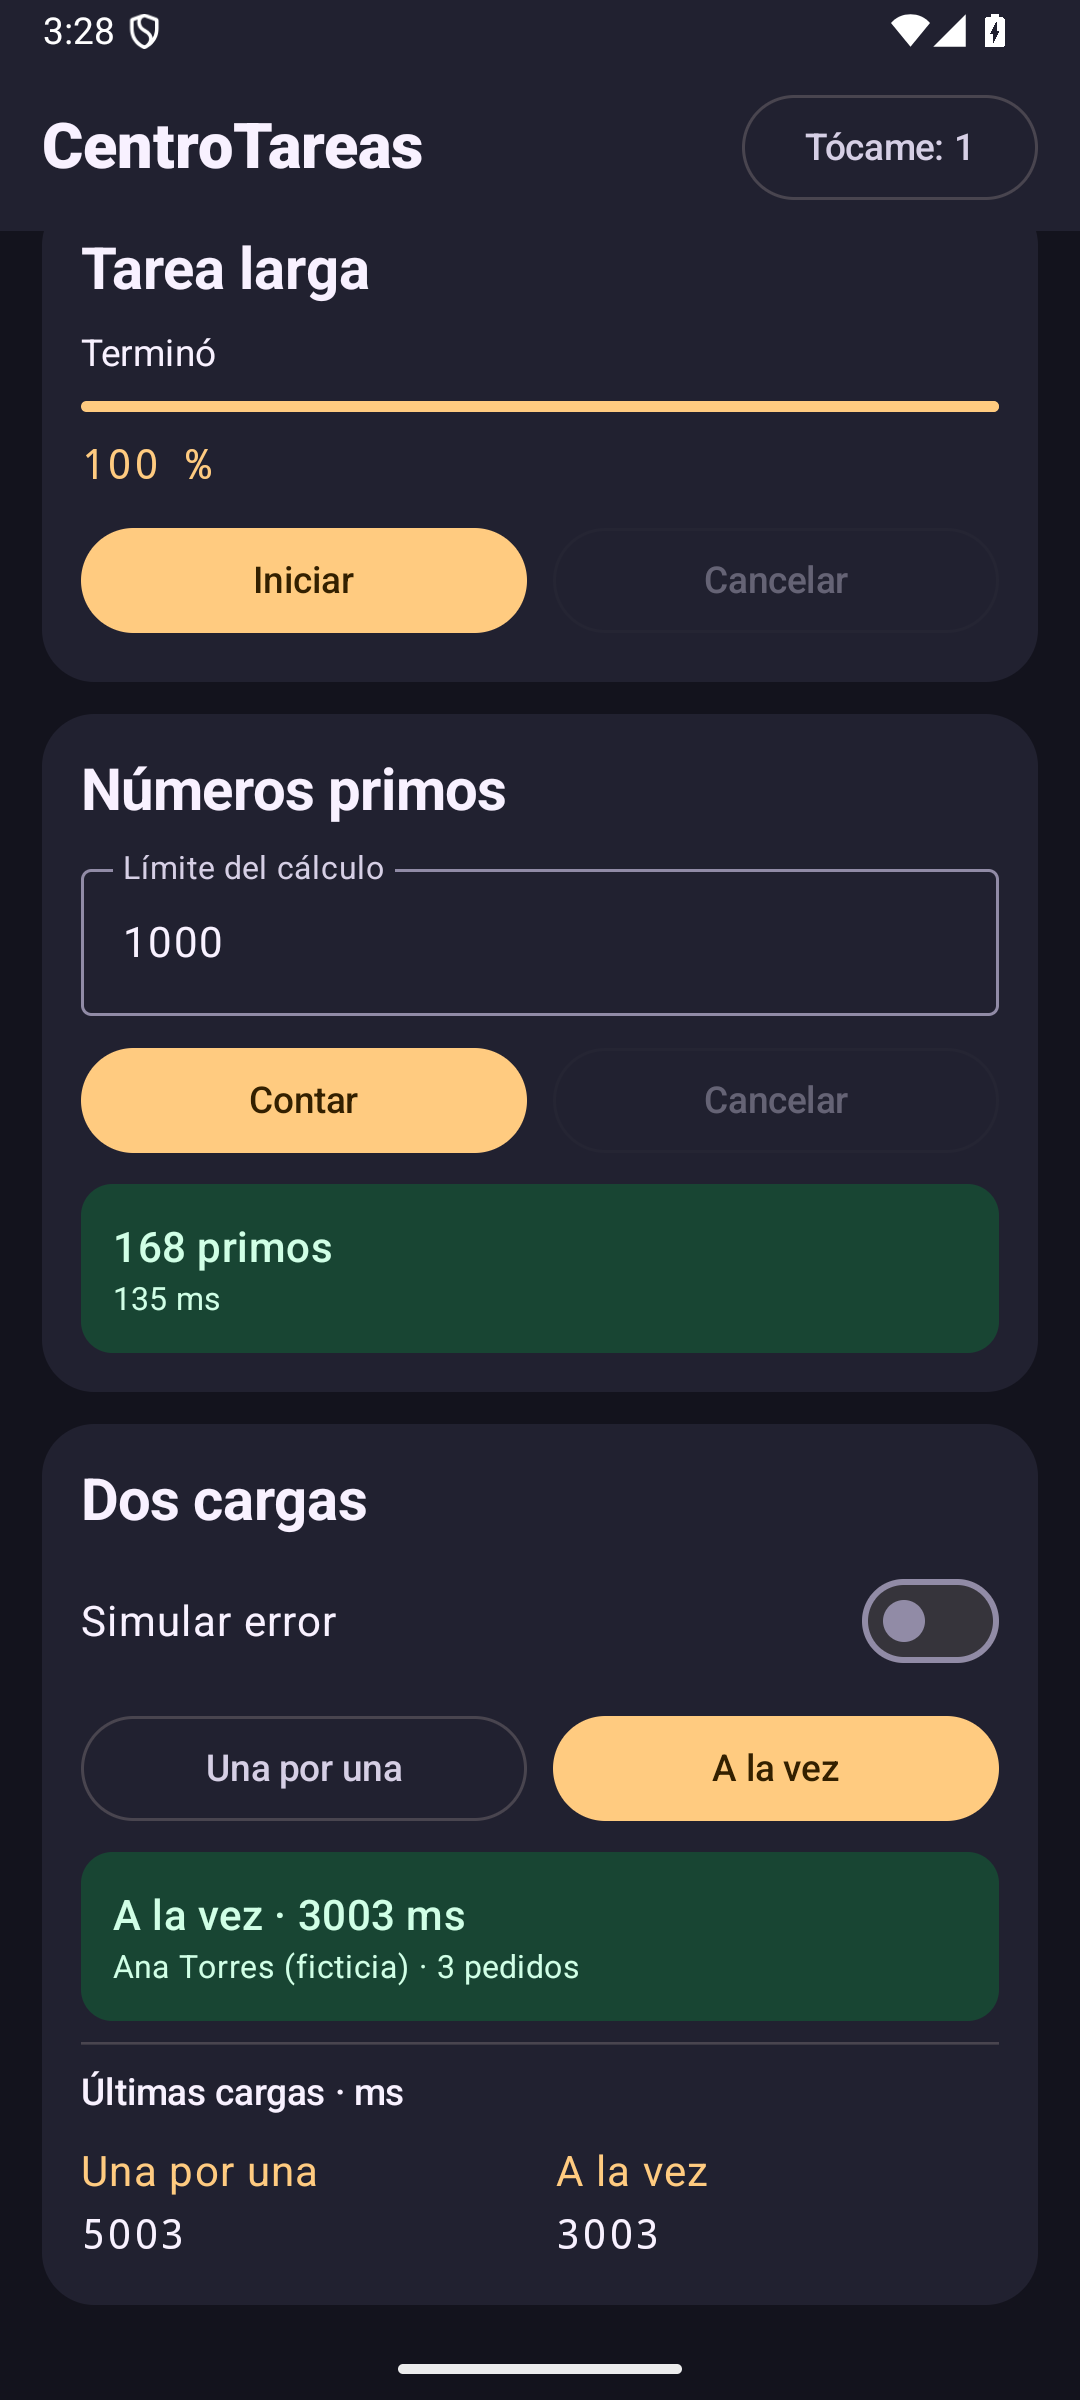 3:28
CentroTareas
Tócame: 1
Tarea larga
Terminó
100 %
Iniciar
Cancelar
Números primos
Límite del cálculo
1000
Contar
Cancelar
168 primos
135 ms
Dos cargas
Simular error
Una por una
A la vez
A la vez · 3003 ms
Ana Torres (ficticia) · 3 pedidos
Últimas cargas · ms
Una por una
A la vez
5003
3003